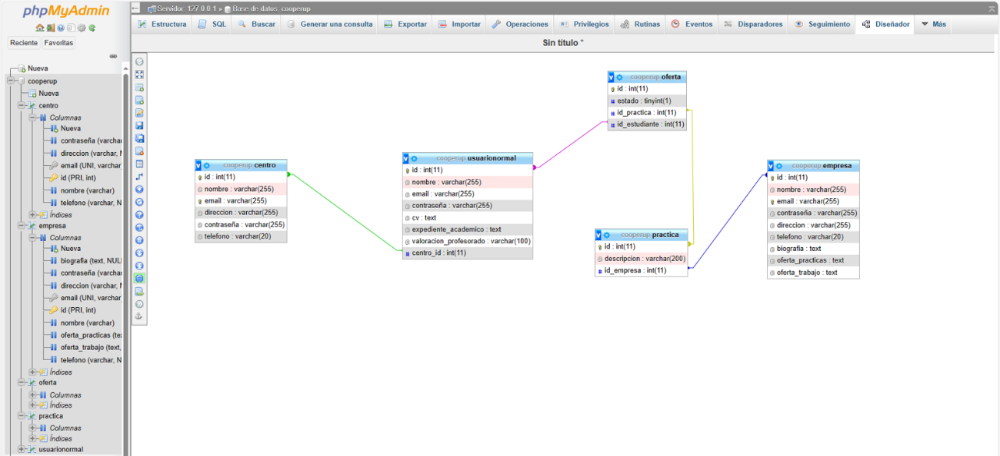 phpMyAdmin
Reciente Favoritas
Nueva
cooperup
Nueva
centro
Columnas
Nueva
contraseña (varchar
direccion (varchar, N
email (UNI, varchar
id (PRI, int)
nombre (varchar)
telefono (varchar, N
Índices
empresa
Columnas
Nueva
biografia (text, NULL
contraseña (varchar
direccion (varchar, N
email (UNI, varchar
id (PRI, int)
nombre (varchar)
oferta_practicas (te
oferta_trabajo (text,
telefono (varchar, N
Índices
oferta
Columnas
Índices
practica
Columnas
Índices
usuarionormal
Servidor: 127.0.0.1 » Base de datos: cooperup
Estructura SQL Buscar Generar una consulta Exportar Importar Operaciones Privilegios Rutinas Eventos Disparadores Seguimiento Diseñador Más
Sin título *
cooperup centro
id : int(11)
nombre : varchar(255)
email : varchar(255)
direccion : varchar(255)
contraseña : varchar(255)
telefono : varchar(20)
cooperup usuarionormal
id : int(11)
nombre : varchar(255)
email : varchar(255)
contraseña : varchar(255)
cv : text
expediente_academico : text
valoracion_profesorado : varchar(100)
centro_id : int(11)
cooperup oferta
id : int(11)
estado : tinyint(1)
id_practica : int(11)
id_estudiante : int(11)
cooperup practica
id : int(11)
descripcion : varchar(200)
id_empresa : int(11)
cooperup empresa
id : int(11)
nombre : varchar(255)
email : varchar(255)
contraseña : varchar(255)
direccion : varchar(255)
telefono : varchar(20)
biografia : text
oferta_practicas : text
oferta_trabajo : text